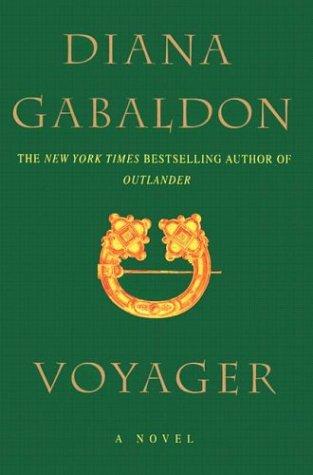 DIANA
GABALDON
THE NEW YORK TIMES BESTSELLING AUTHOR OF
OUTLANDER
VOYAGER
A NOVEL